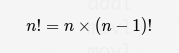 n! = n × (n − 1)!